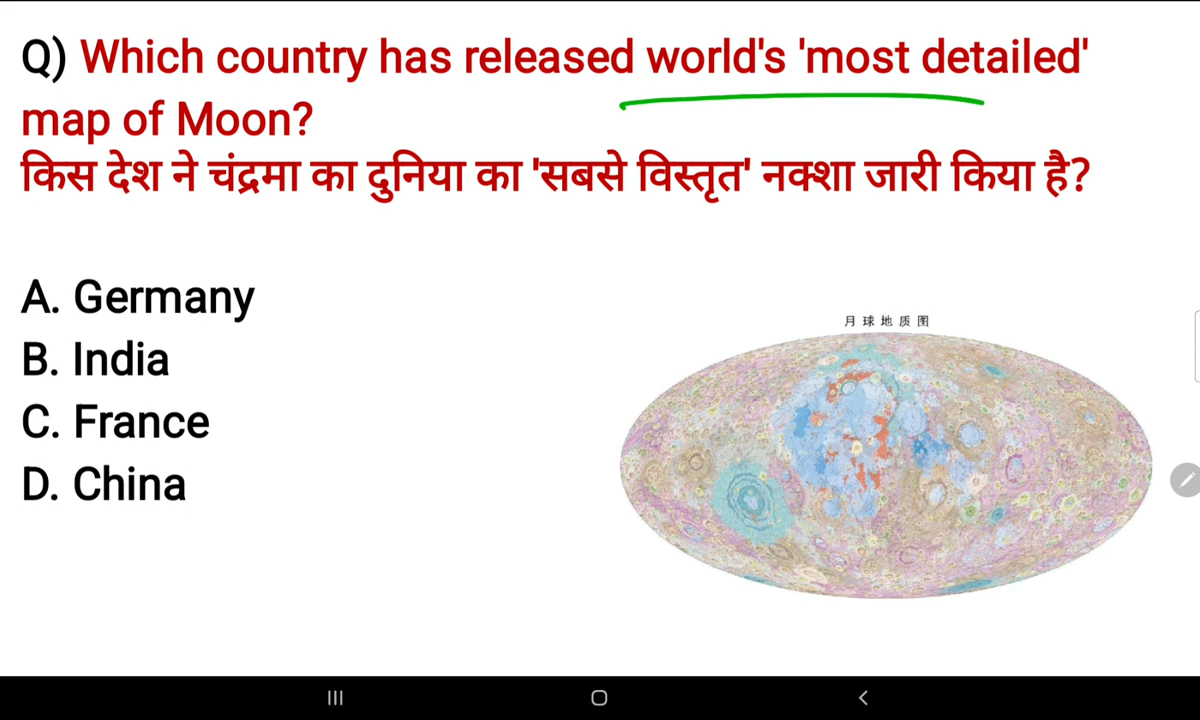 Q) Which country has released world's 'most detailed'
map of Moon?
किस देश ने चंद्रमा का दुनिया का 'सबसे विस्तृत' नक्शा जारी किया है?
A. Germany
B. India
C. France
D. China
月球地质图